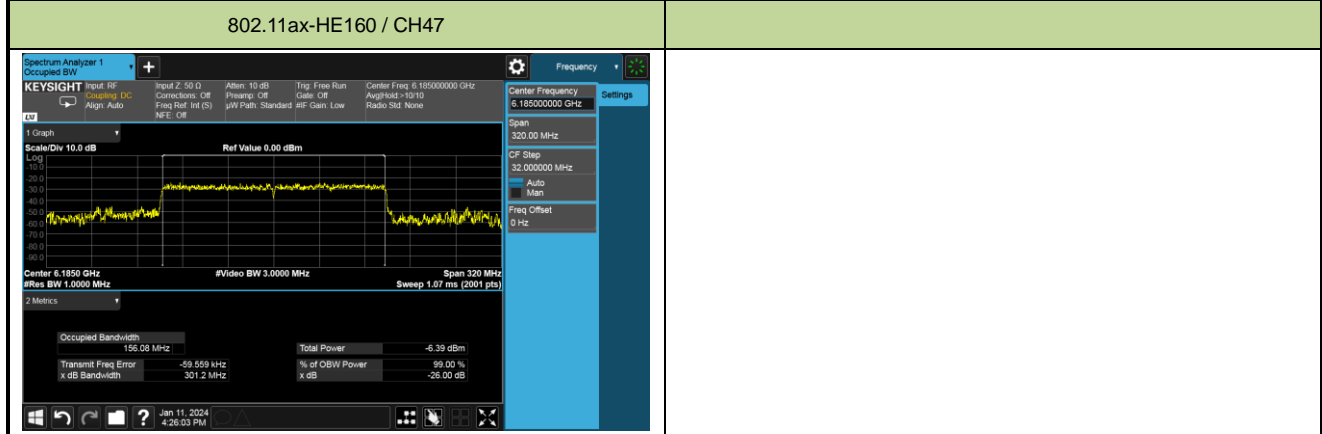 802.11ax-HE160 / CH47
Spectrum Analyzer 1
Occupied BW
Frequency
KEYSIGHT
Input: RF
Coupling: DC
Align: Auto
Input Z: 50 Ω
Corrections: Off
Freq Ref: Int (S)
NFE: Off
Atten: 10 dB
Preamp: Off
µW Path: Standard
Trig: Free Run
Gate: Off
#IF Gain: Low
Center Freq: 6.185000000 GHz
Avg|Hold:>10/10
Radio Std: None
LXI
Center Frequency
6.185000000 GHz
Settings
Span
320.00 MHz
CF Step
32.000000 MHz
Auto
Man
Freq Offset
0 Hz
1 Graph
Scale/Div 10.0 dB
Ref Value 0.00 dBm
Log
-10.0
-20.0
-30.0
-40.0
-50.0
-60.0
-70.0
-80.0
-90.0
Center 6.1850 GHz
#Video BW 3.0000 MHz
Span 320 MHz
#Res BW 1.0000 MHz
Sweep 1.07 ms (2001 pts)
2 Metrics
Occupied Bandwidth
156.08 MHz
Total Power -6.39 dBm
Transmit Freq Error -59.559 kHz
% of OBW Power 99.00 %
x dB Bandwidth 301.2 MHz
x dB -26.00 dB
?
Jan 11, 2024
4:26:03 PM